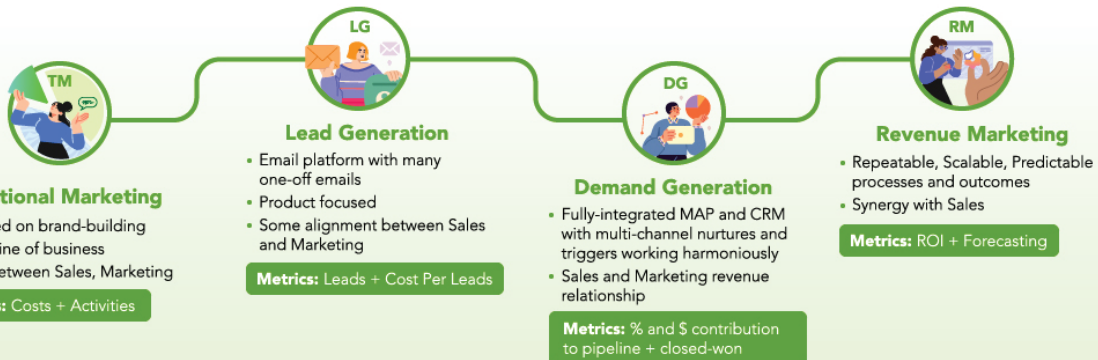 TM
tional Marketing
ed on brand-building
ine of business
etween Sales, Marketing
s: Costs + Activities
LG
Lead Generation
• Email platform with many
one-off emails
• Product focused
• Some alignment between Sales
and Marketing
Metrics: Leads + Cost Per Leads
DG
Demand Generation
• Fully-integrated MAP and CRM
with multi-channel nurtures and
triggers working harmoniously
• Sales and Marketing revenue
relationship
Metrics: % and $ contribution
to pipeline + closed-won
RM
Revenue Marketing
• Repeatable, Scalable, Predictable
processes and outcomes
• Synergy with Sales
Metrics: ROI + Forecasting